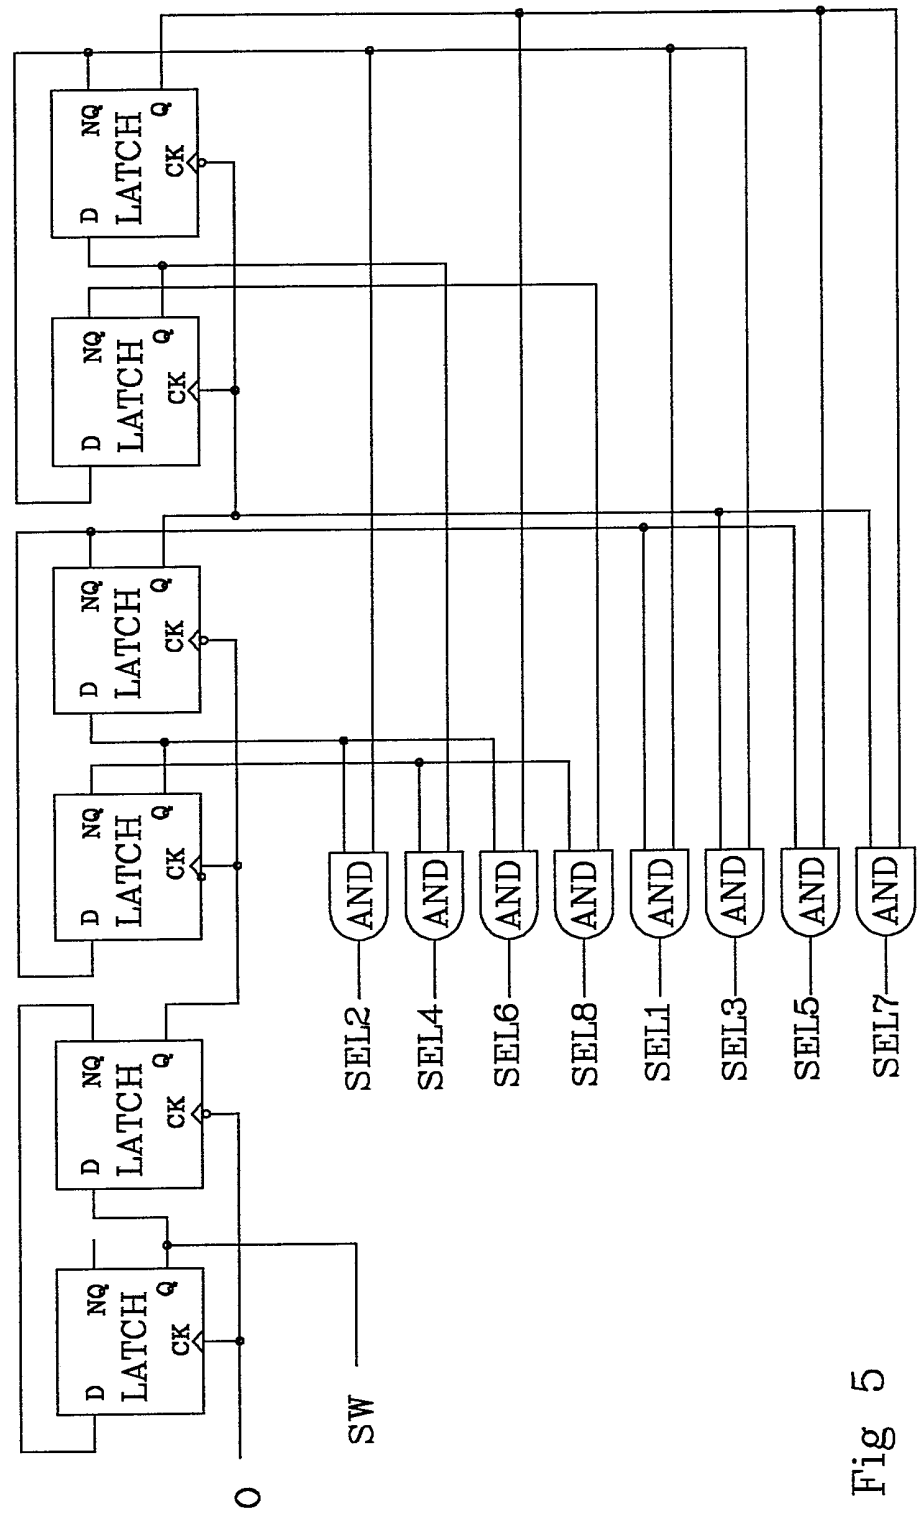 NQ
Q
LATCH
CK
D
NQ
Q
LATCH
CK
D
NQ
Q
LATCH
CK
D
NQ
Q
LATCH
CK
D
AND
AND
AND
AND
AND
AND
AND
AND
SEL2
SEL4
SEL6
SEL8
SEL1
SEL3
SEL5
SEL7
NQ
Q
LATCH
CK
D
NQ
Q
LATCH
CK
D
SW
O
Fig 5